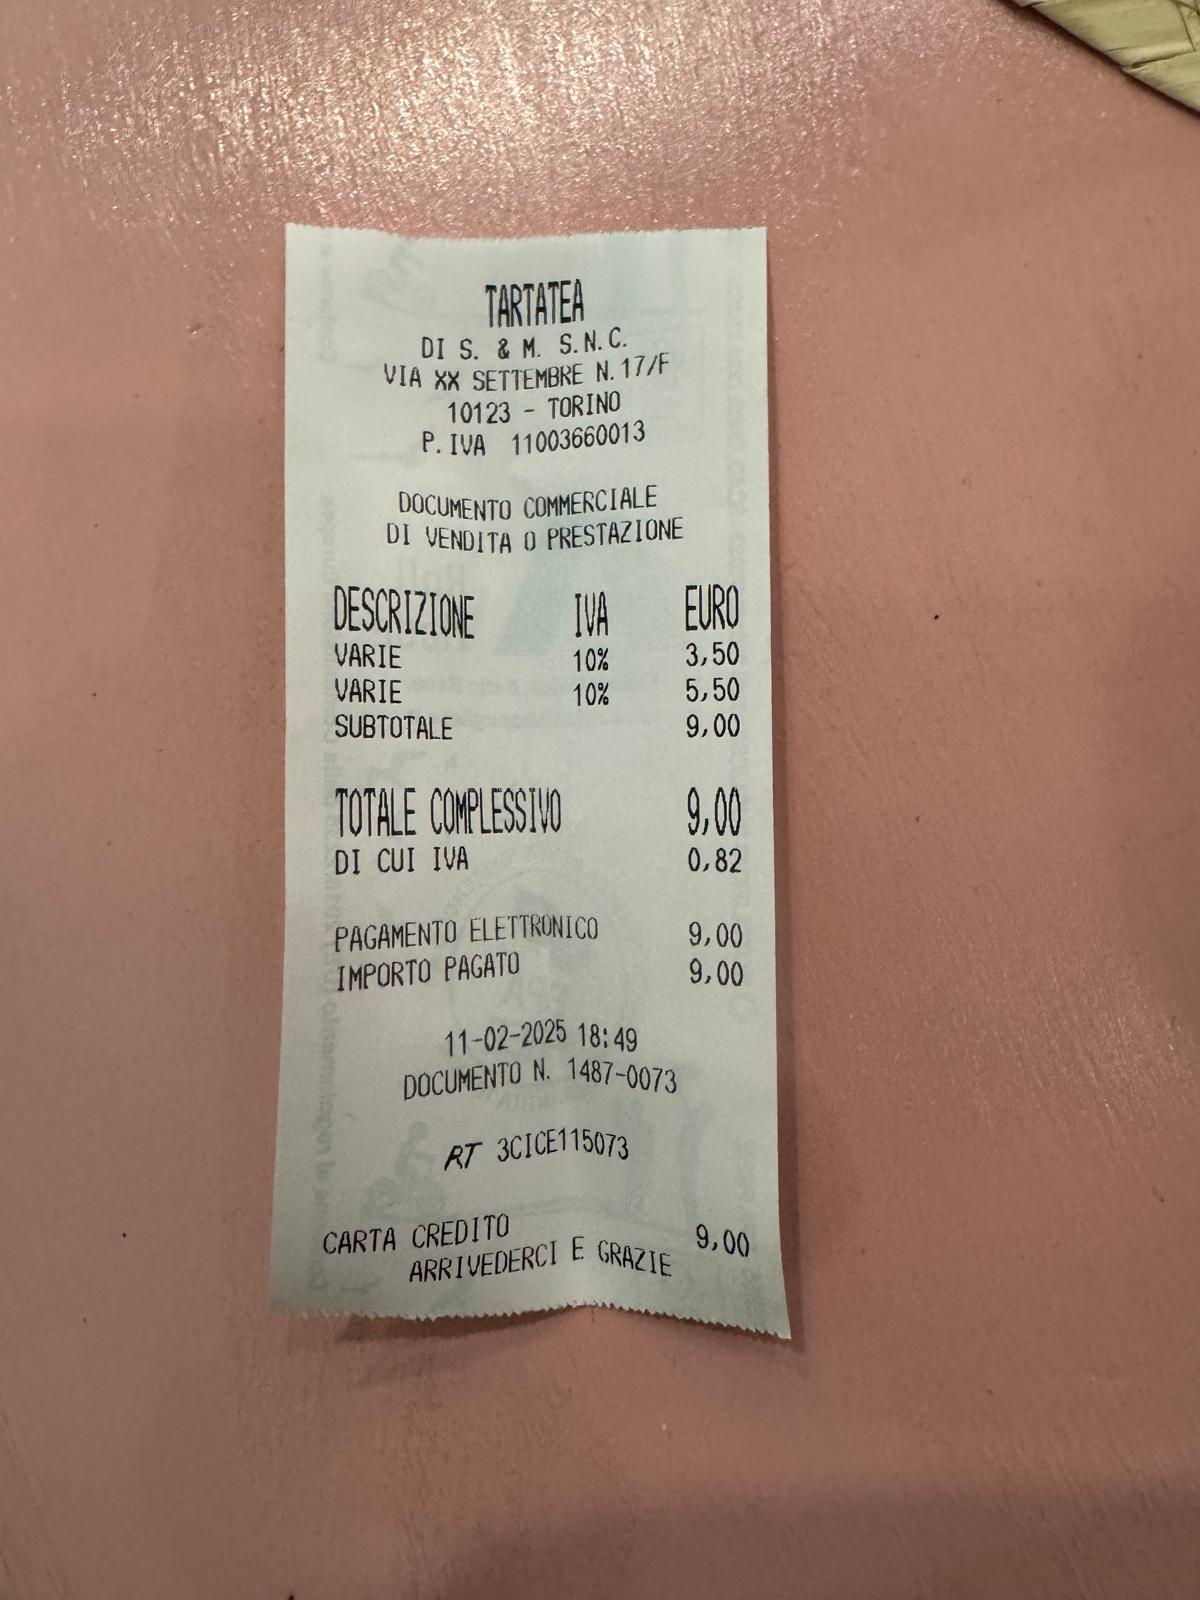 TARTATEA
DI S. & M. S.N.C.
VIA XX SETTEMBRE N.17/F
10123 - TORINO
P.IVA 11003660013
DOCUMENTO COMMERCIALE
DI VENDITA O PRESTAZIONE
DESCRIZIONE IVA EURO
VARIE 10% 3,50
VARIE 10% 5,50
SUBTOTALE 9,00
TOTALE COMPLESSIVO 9,00
DI CUI IVA 0,82
PAGAMENTO ELETTRONICO 9,00
IMPORTO PAGATO 9,00
11-02-2025 18:49
DOCUMENTO N. 1487-0073
RT 3CICE115073
CARTA CREDITO 9,00
ARRIVEDERCI E GRAZIE